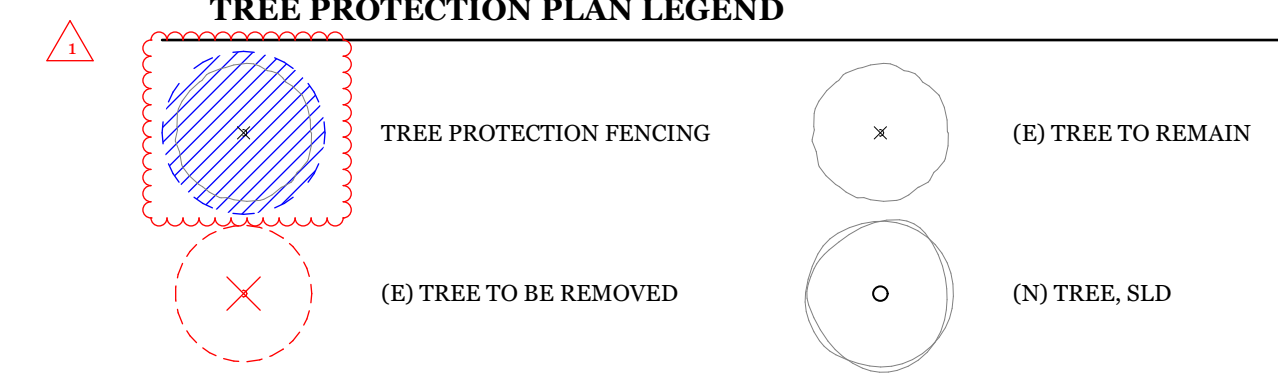 TREE PROTECTION PLAN LEGEND
1
TREE PROTECTION FENCING
(E) TREE TO REMAIN
(E) TREE TO BE REMOVED
(N) TREE, SLD